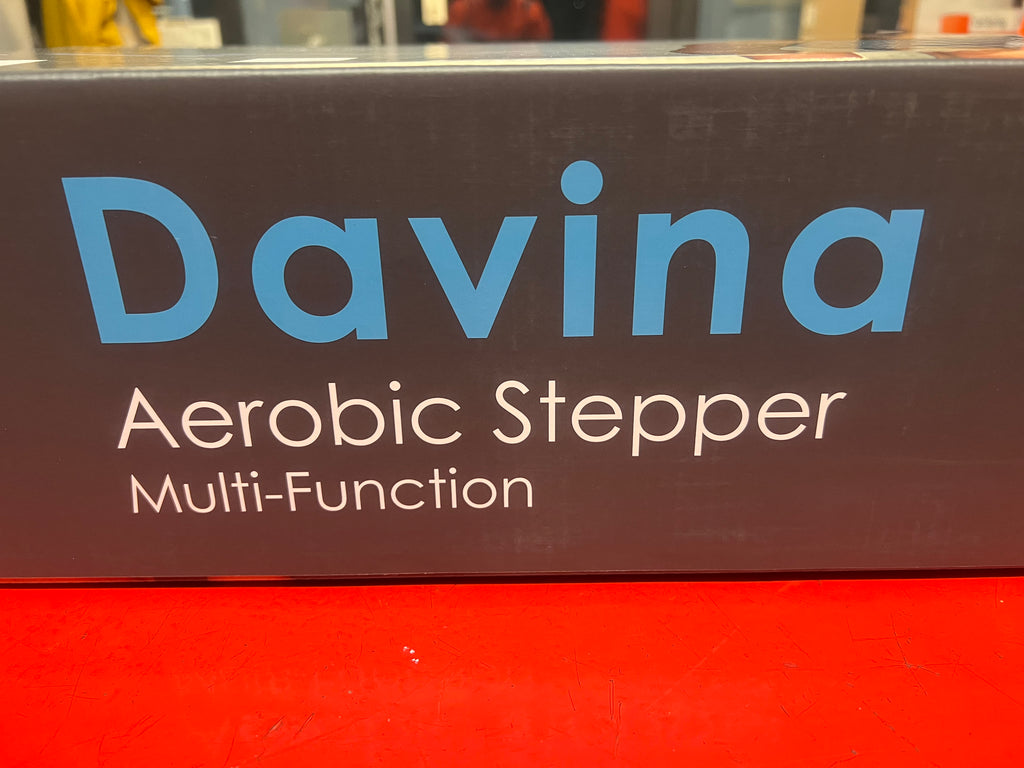 Davina
Aerobic Stepper
Multi-Function